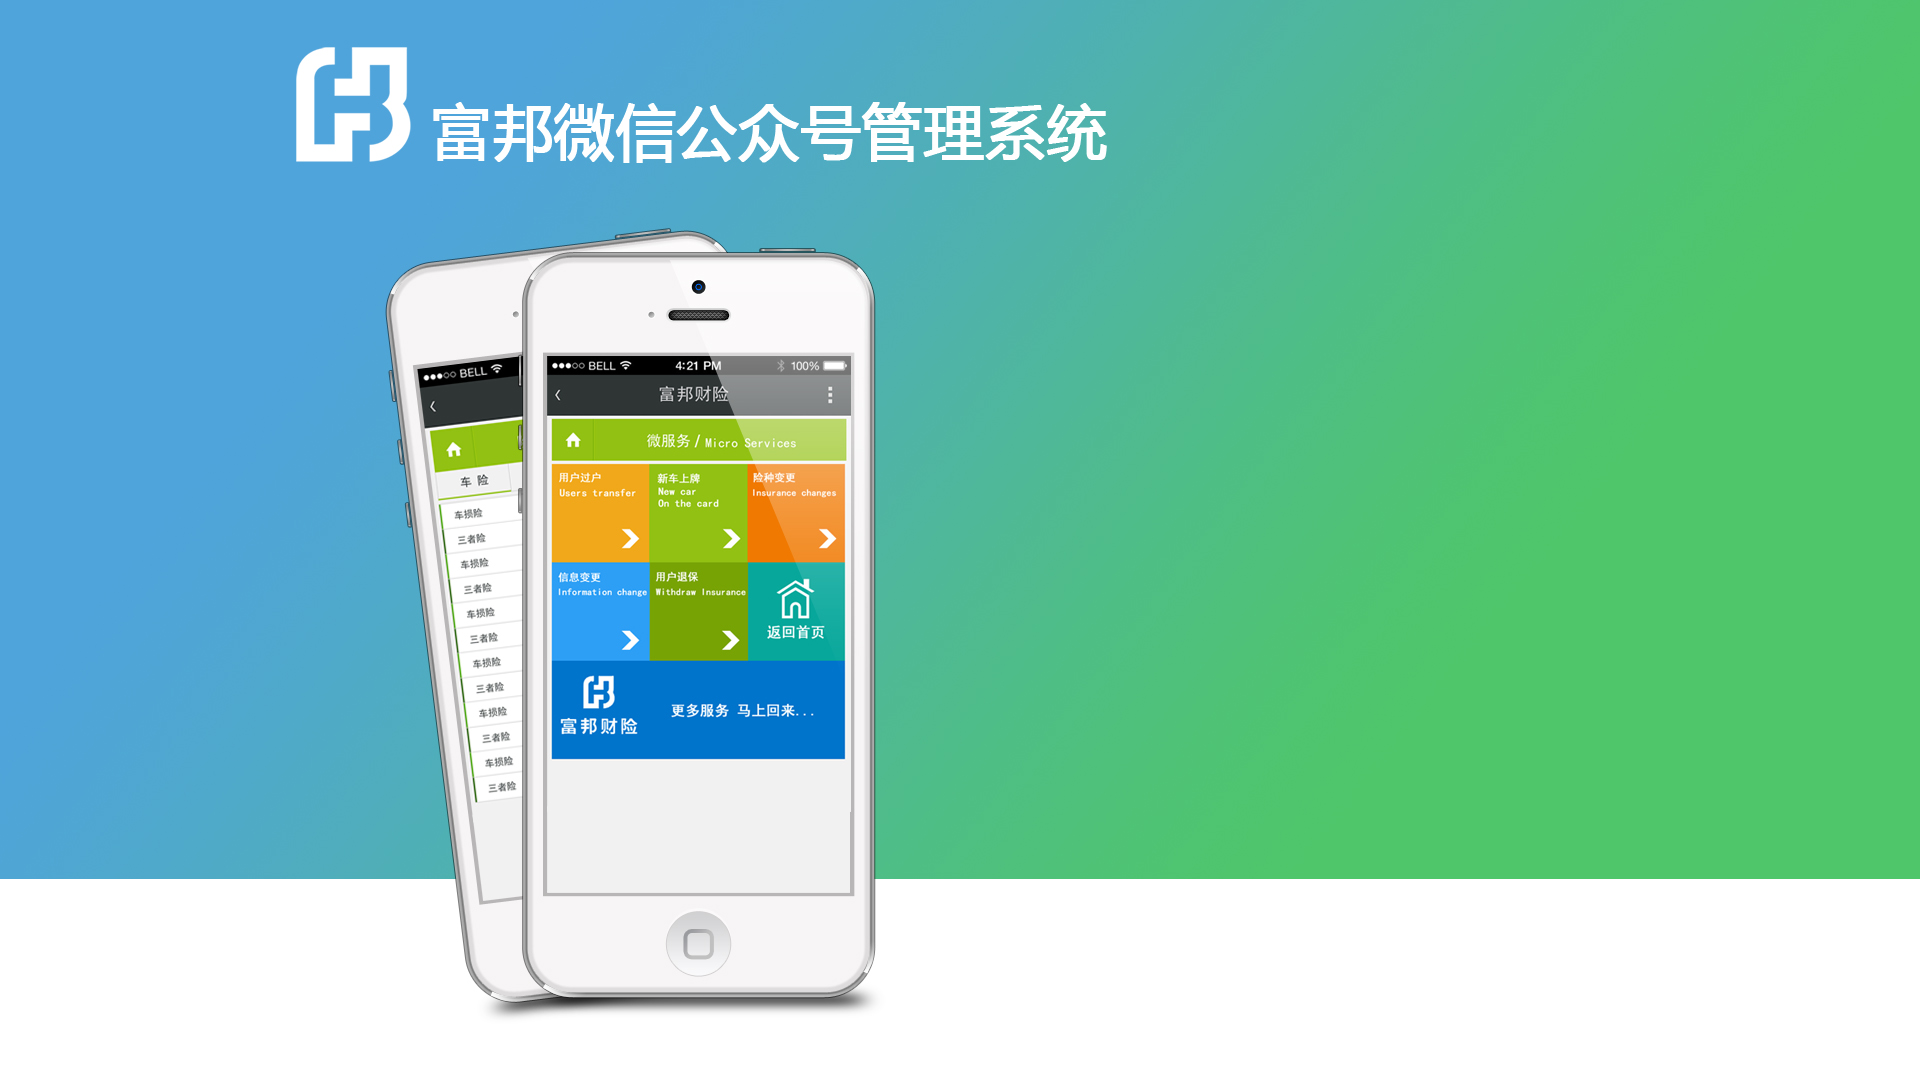 富邦微信公众号管理系统
BELL
车 险
车损险
三者险
车损险
三者险
车损险
三者险
车损险
三者险
车损险
三者险
车损险
三者险
BELL 4:21 PM 100%
富邦财险
微服务 / Micro Services
用户过户
Users transfer
新车上牌
New car
On the card
险种变更
Insurance changes
信息变更
Information change
用户退保
Withdraw Insurance
返回首页
富邦财险
更多服务 马上回来...